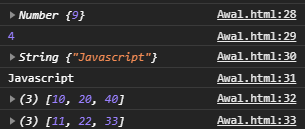 ▶ Number {9} Awal.html:28
4 Awal.html:29
▶ String {"Javascript"} Awal.html:30
Javascript Awal.html:31
▶ (3) [10, 20, 40] Awal.html:32
▶ (3) [11, 22, 33] Awal.html:33